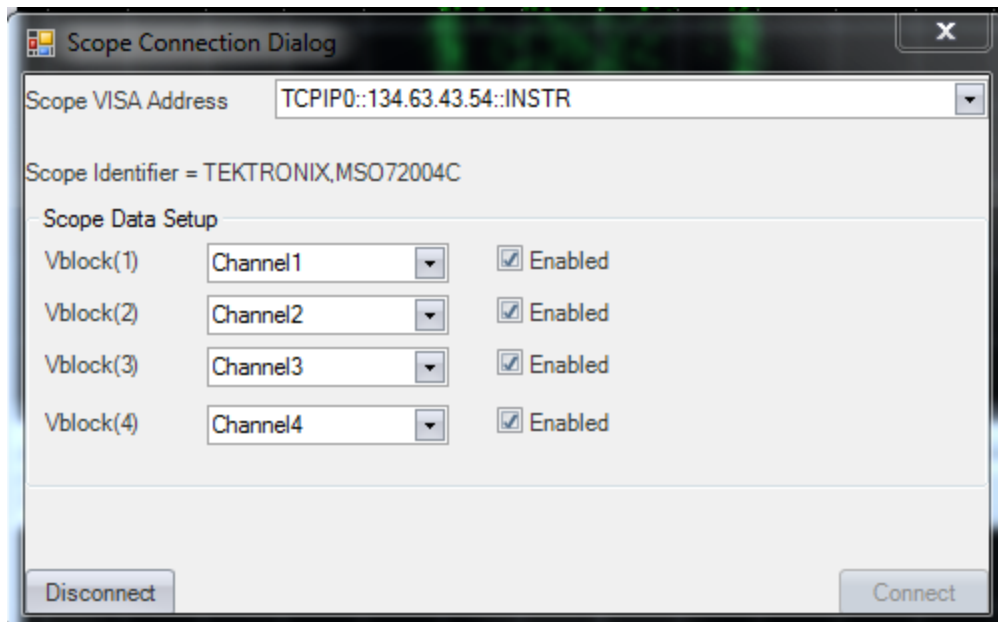 Scope Connection Dialog
Scope VISA Address TCPIP0::134.63.43.54::INSTR
Scope Identifier = TEKTRONIX,MSO72004C
Scope Data Setup
Vblock(1) Channel1 Enabled
Vblock(2) Channel2 Enabled
Vblock(3) Channel3 Enabled
Vblock(4) Channel4 Enabled
Disconnect Connect